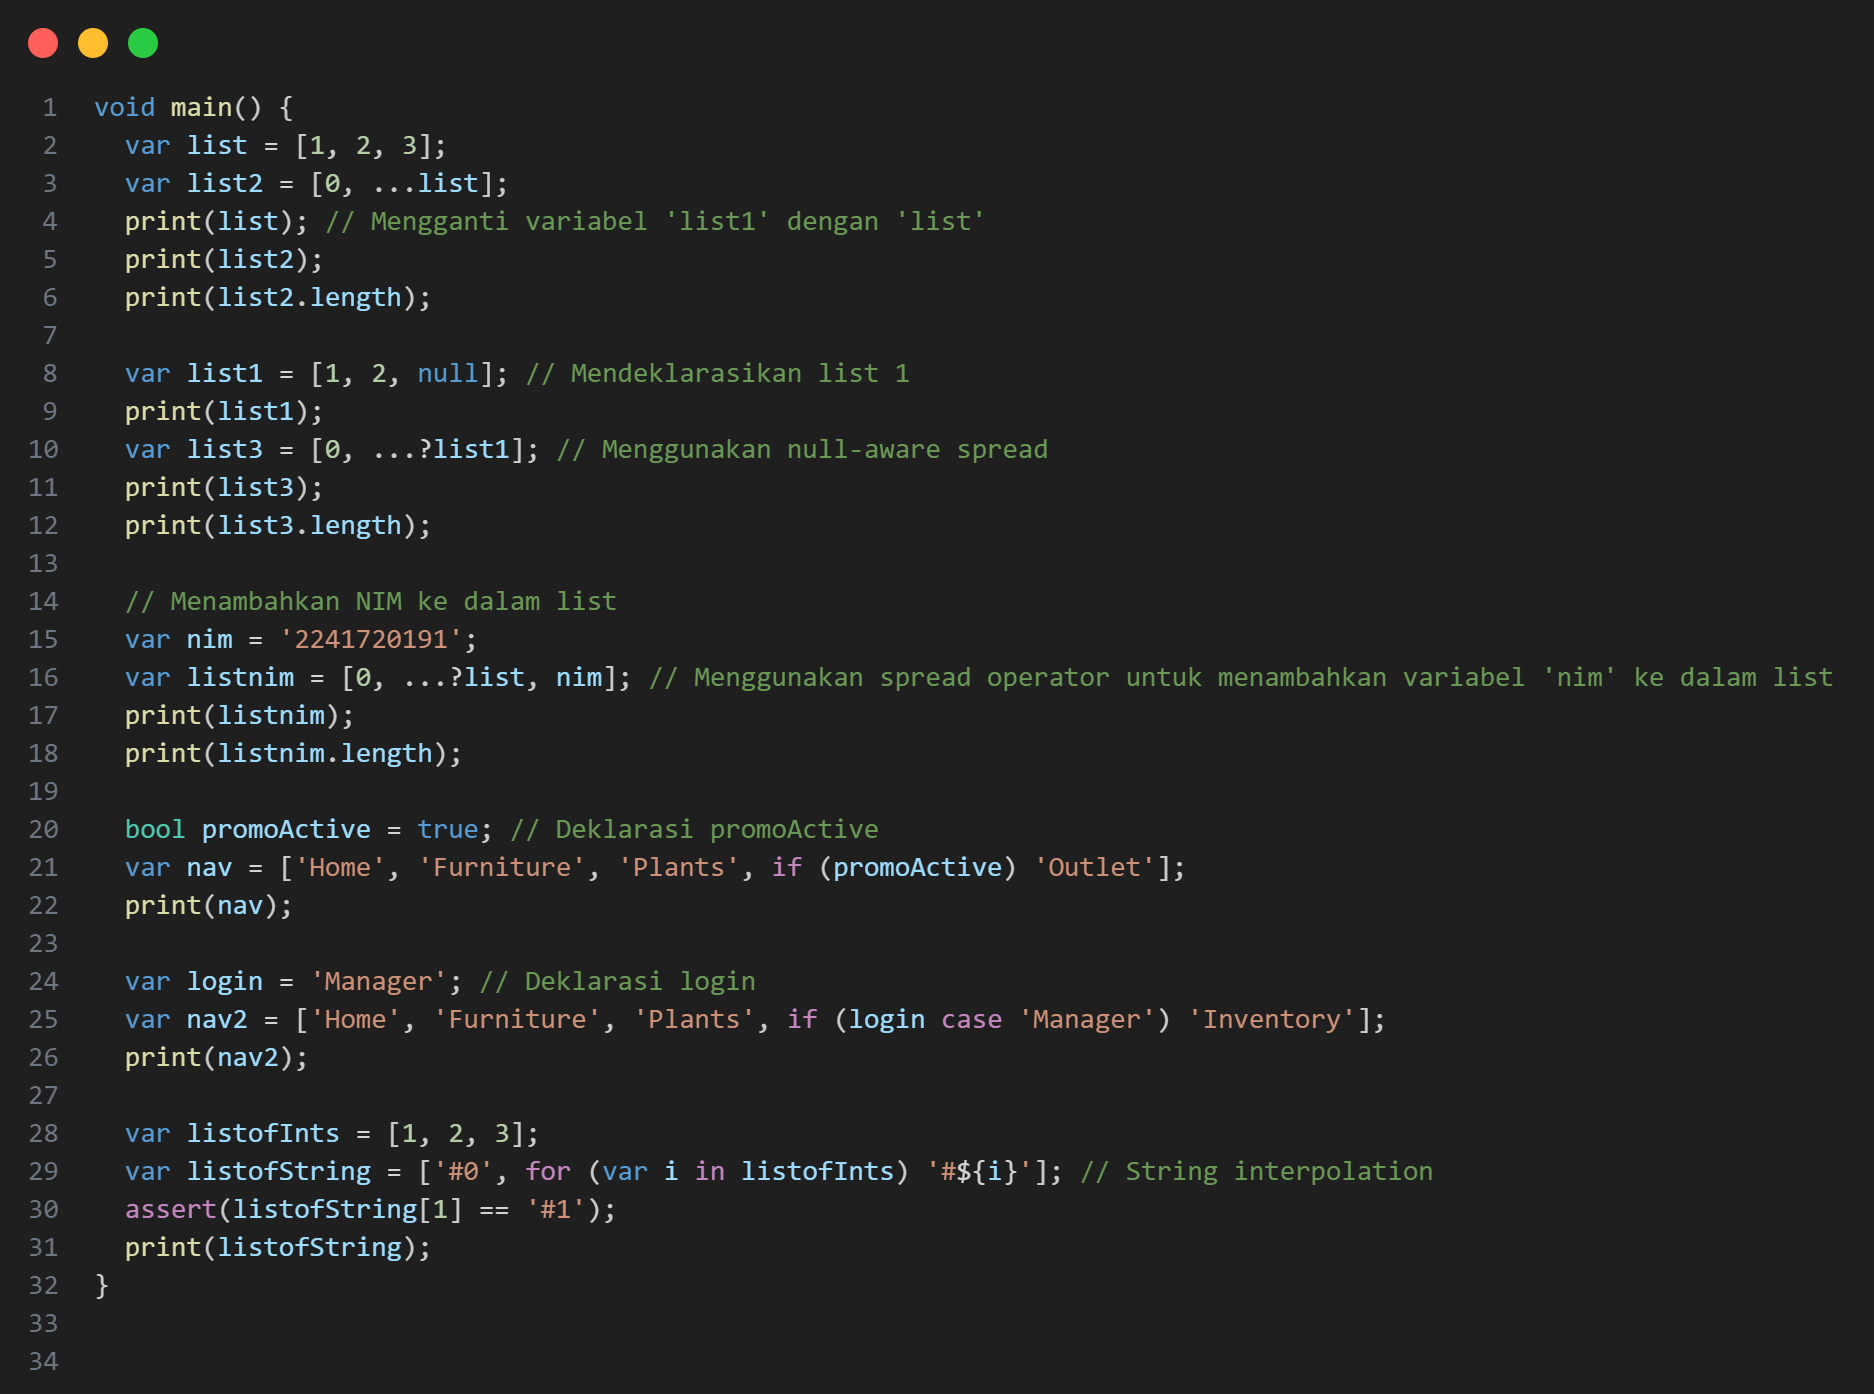 1 void main() {
2 var list = [1, 2, 3];
3 var list2 = [0, ...list];
4 print(list); // Mengganti variabel 'list1' dengan 'list'
5 print(list2);
6 print(list2.length);
7
8 var list1 = [1, 2, null]; // Mendeklarasikan list 1
9 print(list1);
10 var list3 = [0, ...?list1]; // Menggunakan null-aware spread
11 print(list3);
12 print(list3.length);
13
14 // Menambahkan NIM ke dalam list
15 var nim = '2241720191';
16 var listnim = [0, ...?list, nim]; // Menggunakan spread operator untuk menambahkan variabel 'nim' ke dalam list
17 print(listnim);
18 print(listnim.length);
19
20 bool promoActive = true; // Deklarasi promoActive
21 var nav = ['Home', 'Furniture', 'Plants', if (promoActive) 'Outlet'];
22 print(nav);
23
24 var login = 'Manager'; // Deklarasi login
25 var nav2 = ['Home', 'Furniture', 'Plants', if (login case 'Manager') 'Inventory'];
26 print(nav2);
27
28 var listofInts = [1, 2, 3];
29 var listofString = ['#0', for (var i in listofInts) '#${i}']; // String interpolation
30 assert(listofString[1] == '#1');
31 print(listofString);
32 }
33
34